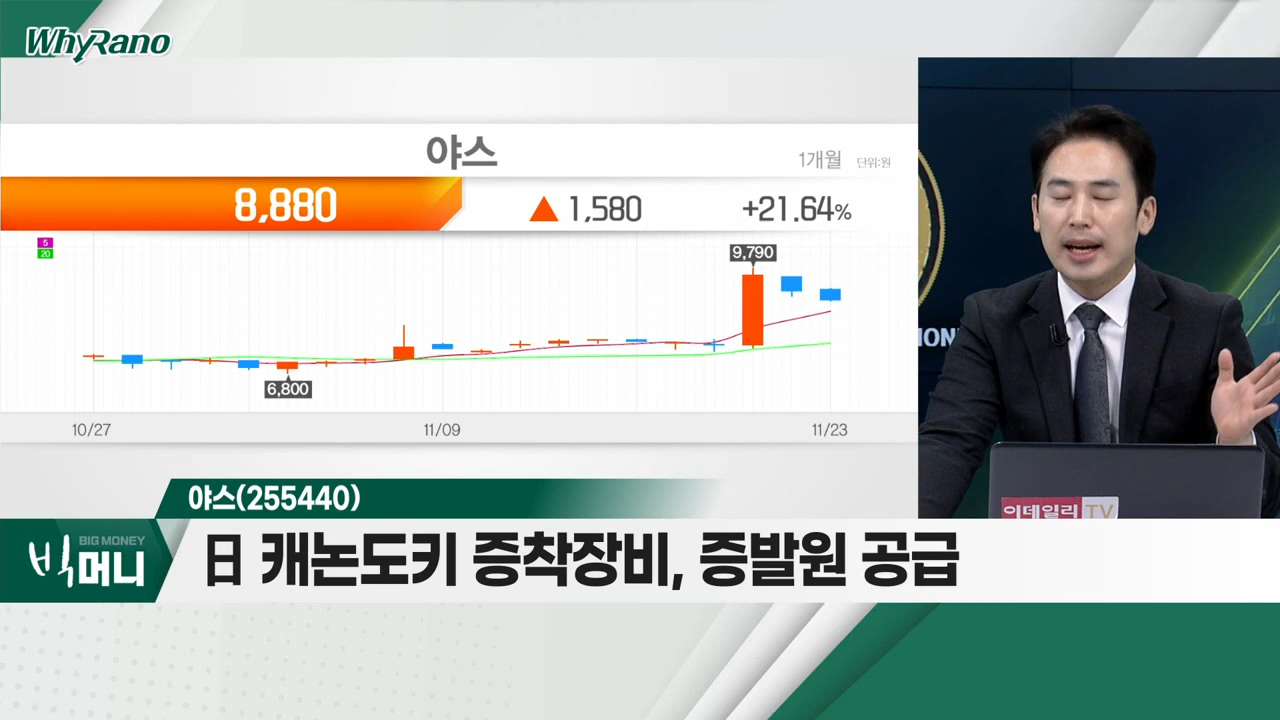 WhyRano
야스
1개월 단위:원
8,880 ▲ 1,580 +21.64%
5
20
9,790
6,800
10/27 11/09 11/23
이데일리TV
야스(255440)
BIG MONEY
빅머니
日 캐논도키 증착장비, 증발원 공급